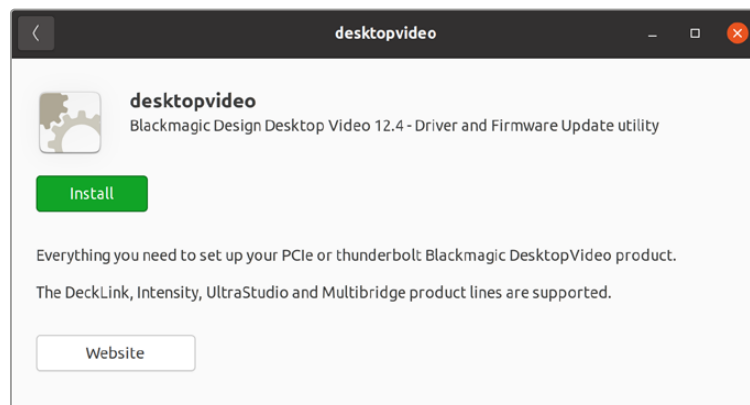 desktopvideo
desktopvideo
Blackmagic Design Desktop Video 12.4 - Driver and Firmware Update utility
Install
Everything you need to set up your PCIe or thunderbolt Blackmagic DesktopVideo product.
The DeckLink, Intensity, UltraStudio and Multibridge product lines are supported.
Website